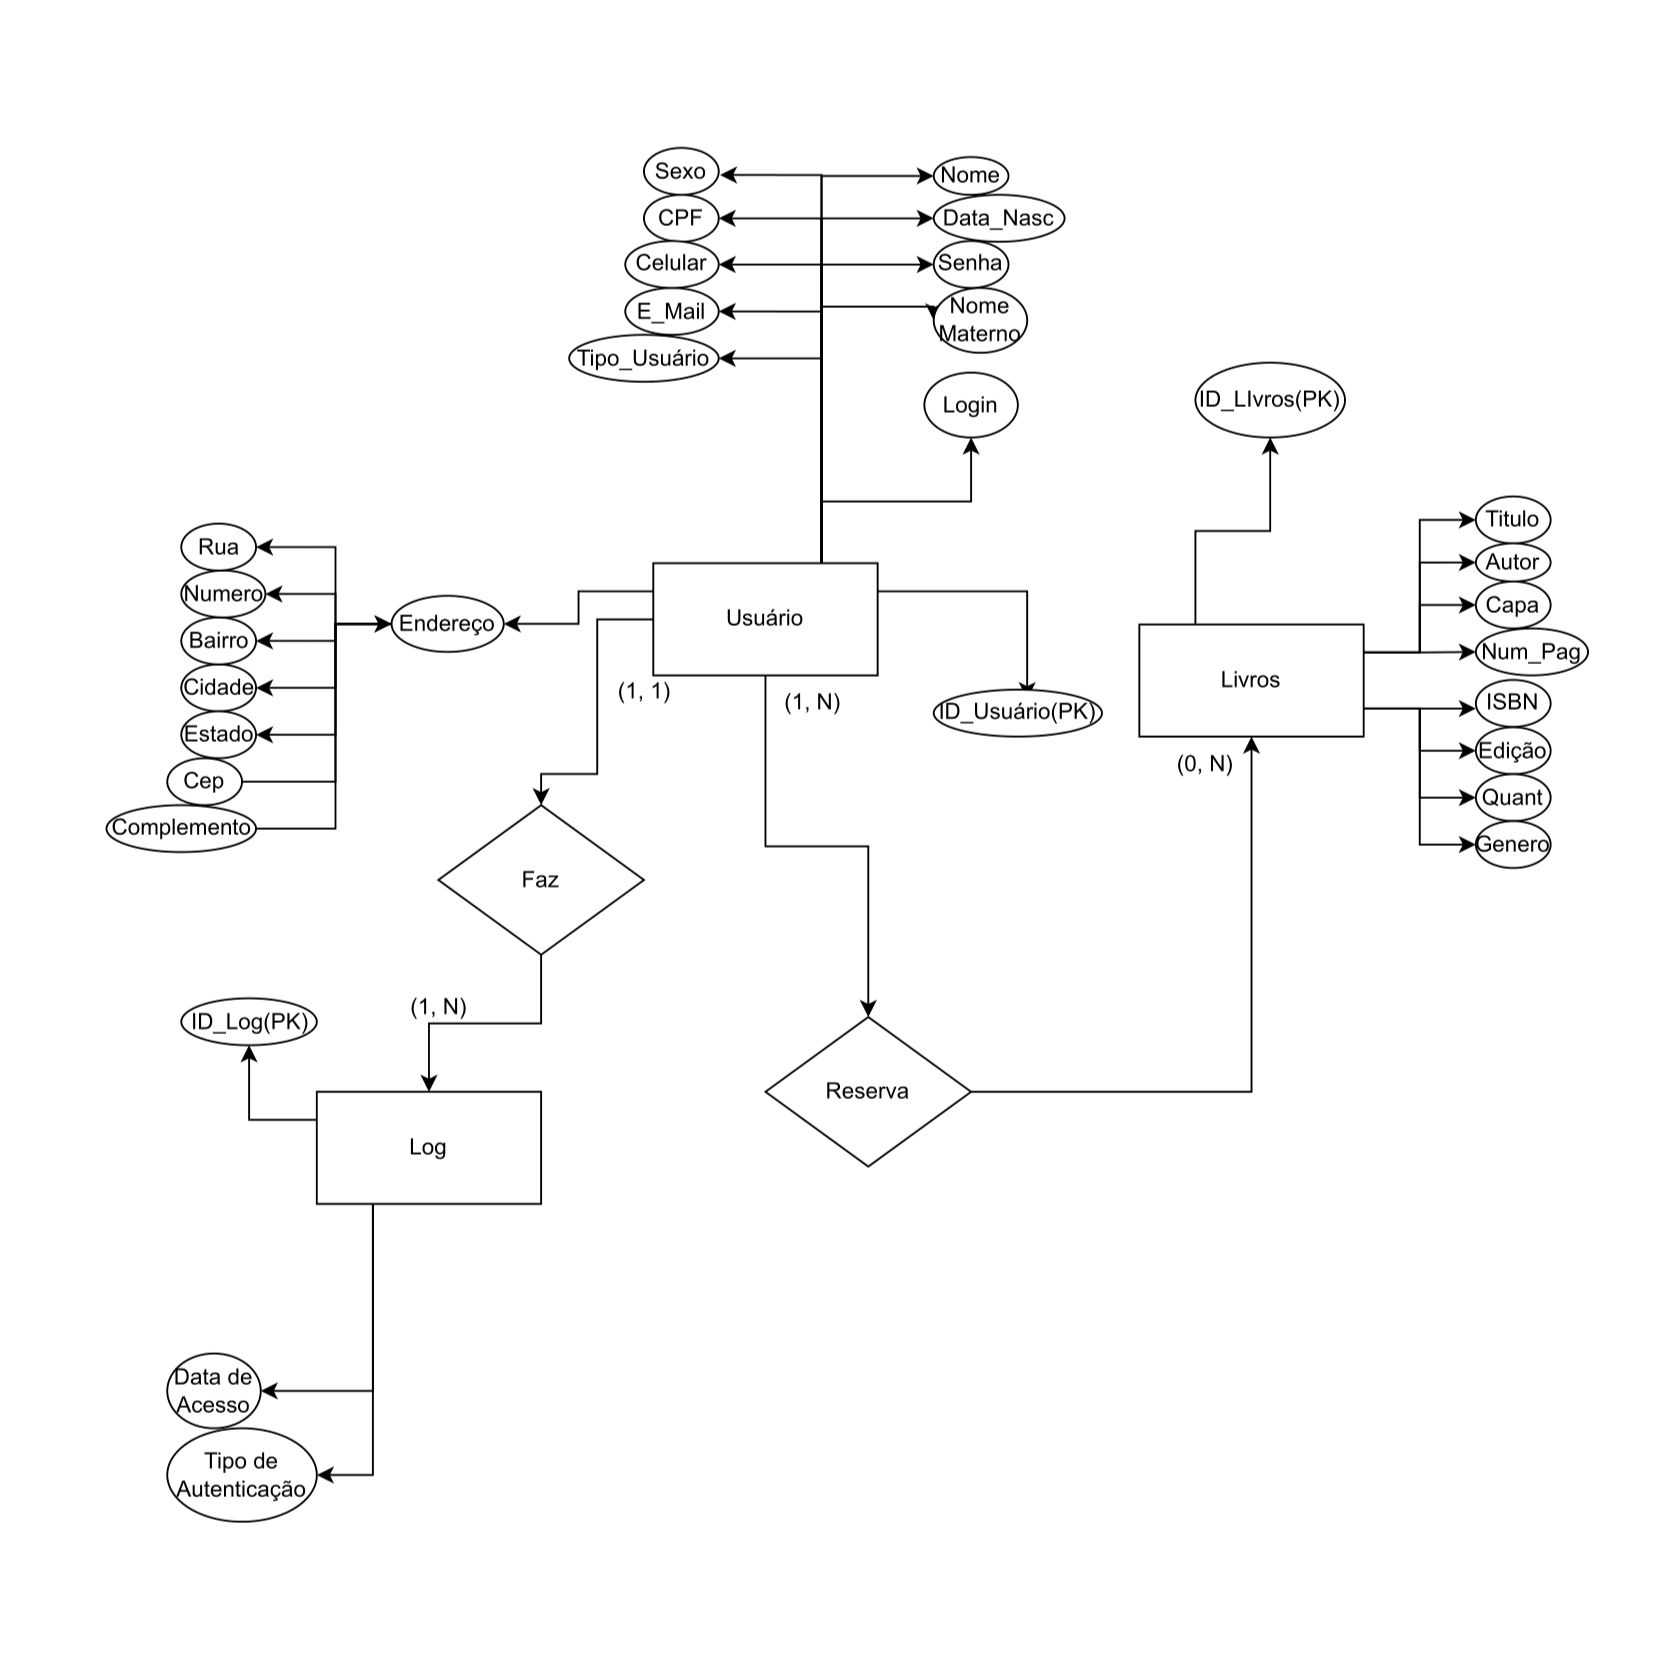 Sexo
Nome
CPF
Data_Nasc
Celular
Senha
E_Mail
Nome
Materno
Tipo_Usuário
Login
ID_LIvros(PK)
Titulo
Autor
Capa
Num_Pag
ISBN
Edição
Quant
Genero
Livros
(0, N)
Rua
Numero
Bairro
Cidade
Estado
Cep
Complemento
Endereço
Usuário
(1, 1)
(1, N)
ID_Usuário(PK)
Faz
(1, N)
ID_Log(PK)
Reserva
Log
Data de
Acesso
Tipo de
Autenticação